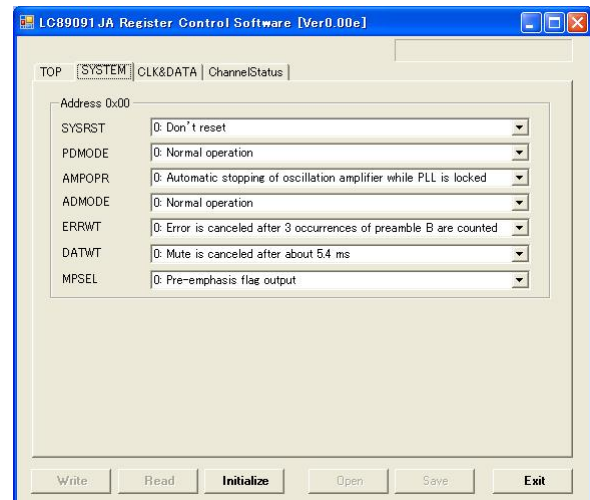 LC89091JA Register Control Software [Ver0.00e]
TOP SYSTEM CLK&DATA ChannelStatus
Address 0x00
SYSRST 0: Don't reset
PDMODE 0: Normal operation
AMPOPR 0: Automatic stopping of oscillation amplifier while PLL is locked
ADMODE 0: Normal operation
ERRWT 0: Error is canceled after 3 occurrences of preamble B are counted
DATWT 0: Mute is canceled after about 5.4 ms
MPSEL 0: Pre-emphasis flag output
Write Read Initialize Open Save Exit